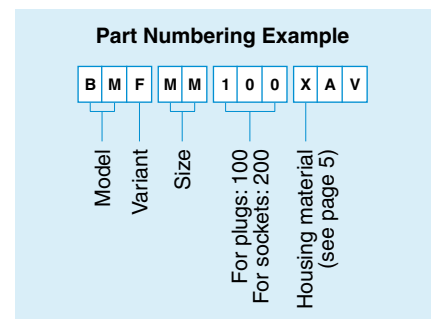 Part Numbering Example
B M F M M 1 0 0 X A V
Model
Variant
Size
For plugs: 100
For sockets: 200
Housing material
(see page 5)